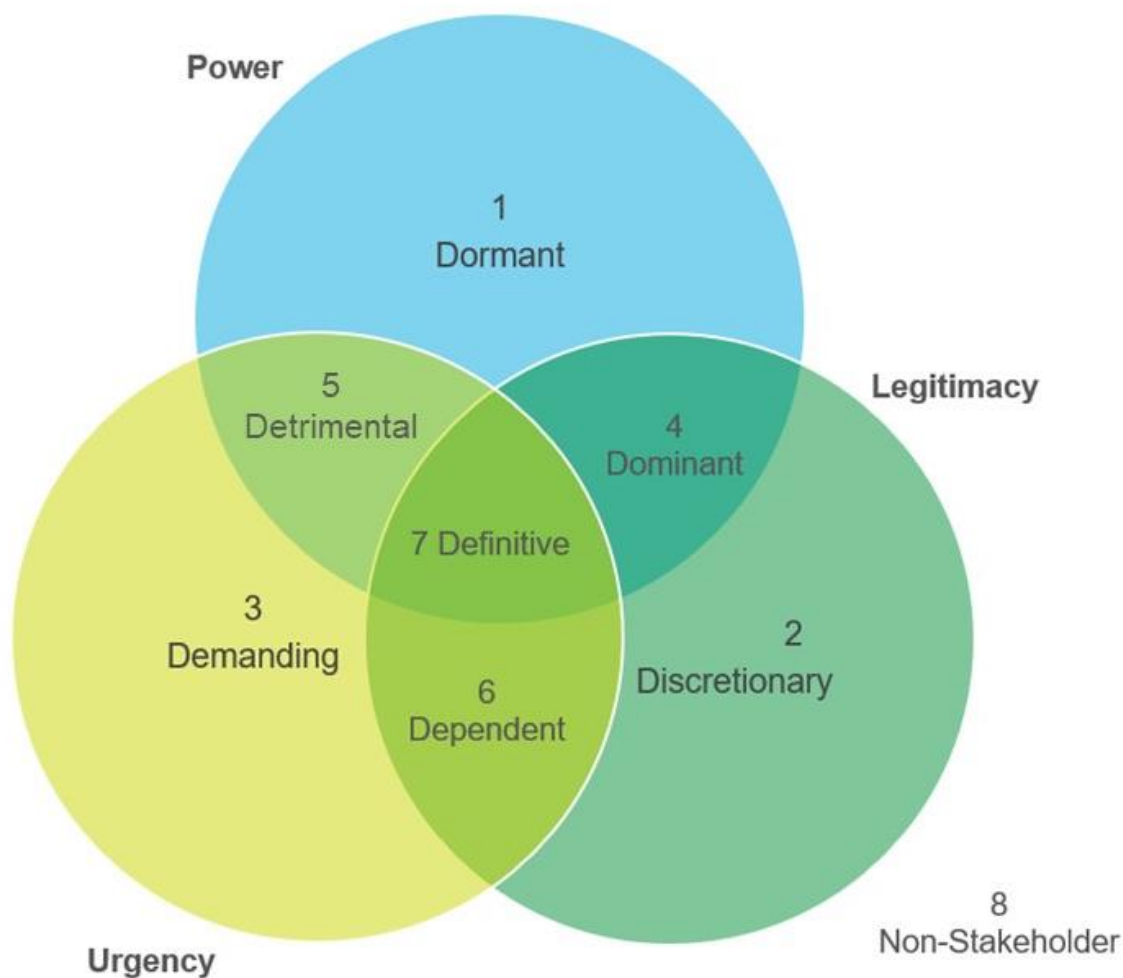 Power
1
Dormant
Legitimacy
5
Detrimental
4
Dominant
7 Definitive
3
Demanding
2
Discretionary
6
Dependent
8
Non-Stakeholder
Urgency